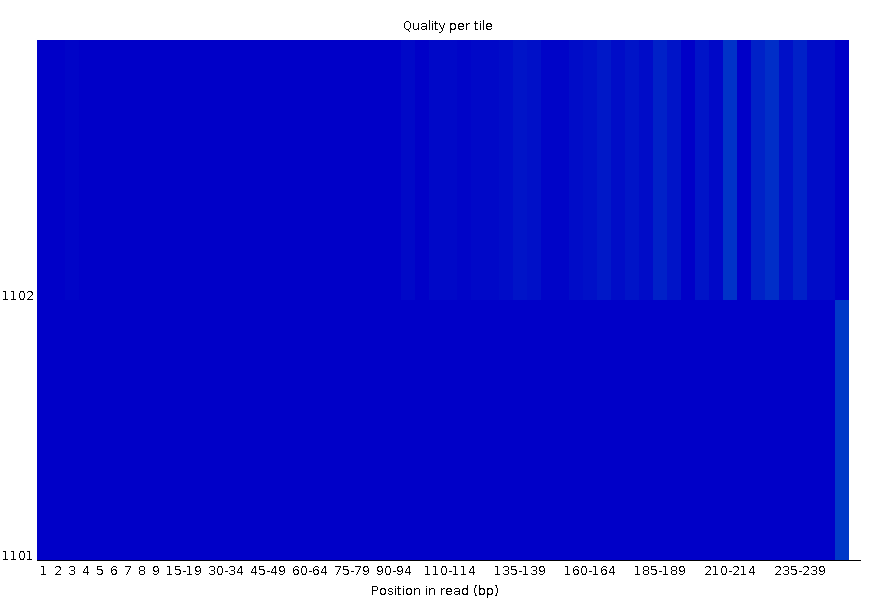 Quality per tile
1102
1101
1 2 3 4 5 6 7 8 9 15-19 30-34 45-49 60-64 75-79 90-94 110-114 135-139 160-164 185-189 210-214 235-239
Position in read (bp)